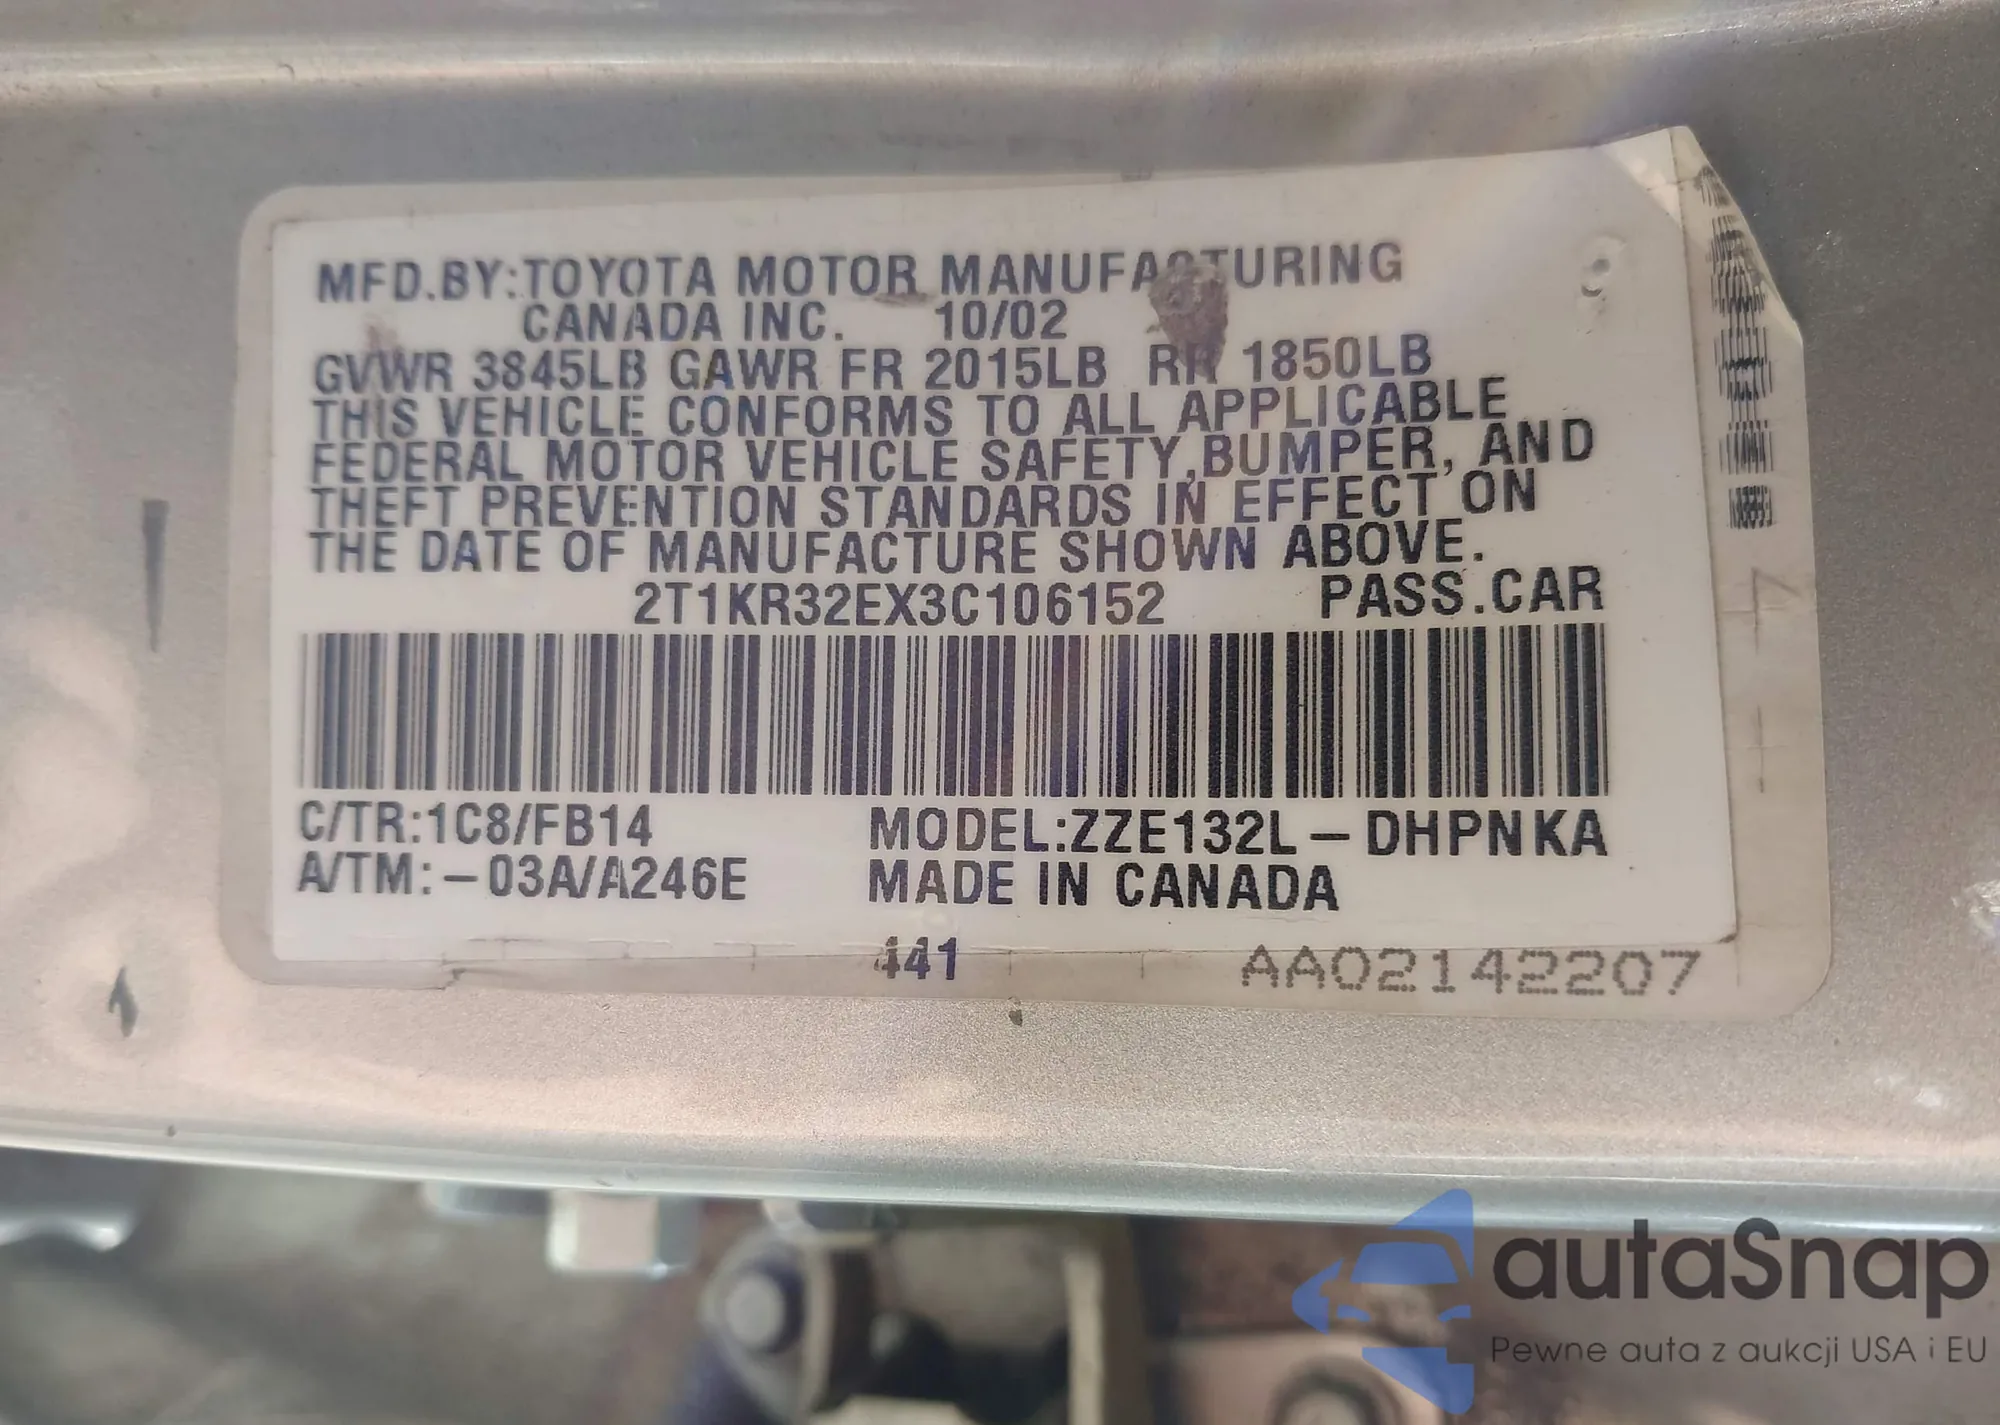 MFD.BY:TOYOTA MOTOR MANUFACTURING
CANADA INC. 10/02
GVWR 3845LB GAWR FR 2015LB RR 1850LB
THIS VEHICLE CONFORMS TO ALL APPLICABLE
FEDERAL MOTOR VEHICLE SAFETY,BUMPER, AND
THEFT PREVENTION STANDARDS IN EFFECT ON
THE DATE OF MANUFACTURE SHOWN ABOVE.
2T1KR32EX3C106152 PASS.CAR
C/TR:1C8/FB14 MODEL:ZZE132L-DHPNKA
A/TM:-03A/A246E MADE IN CANADA
441 AA02142207
autaSnap
Pewne auta z aukcji USA i EU